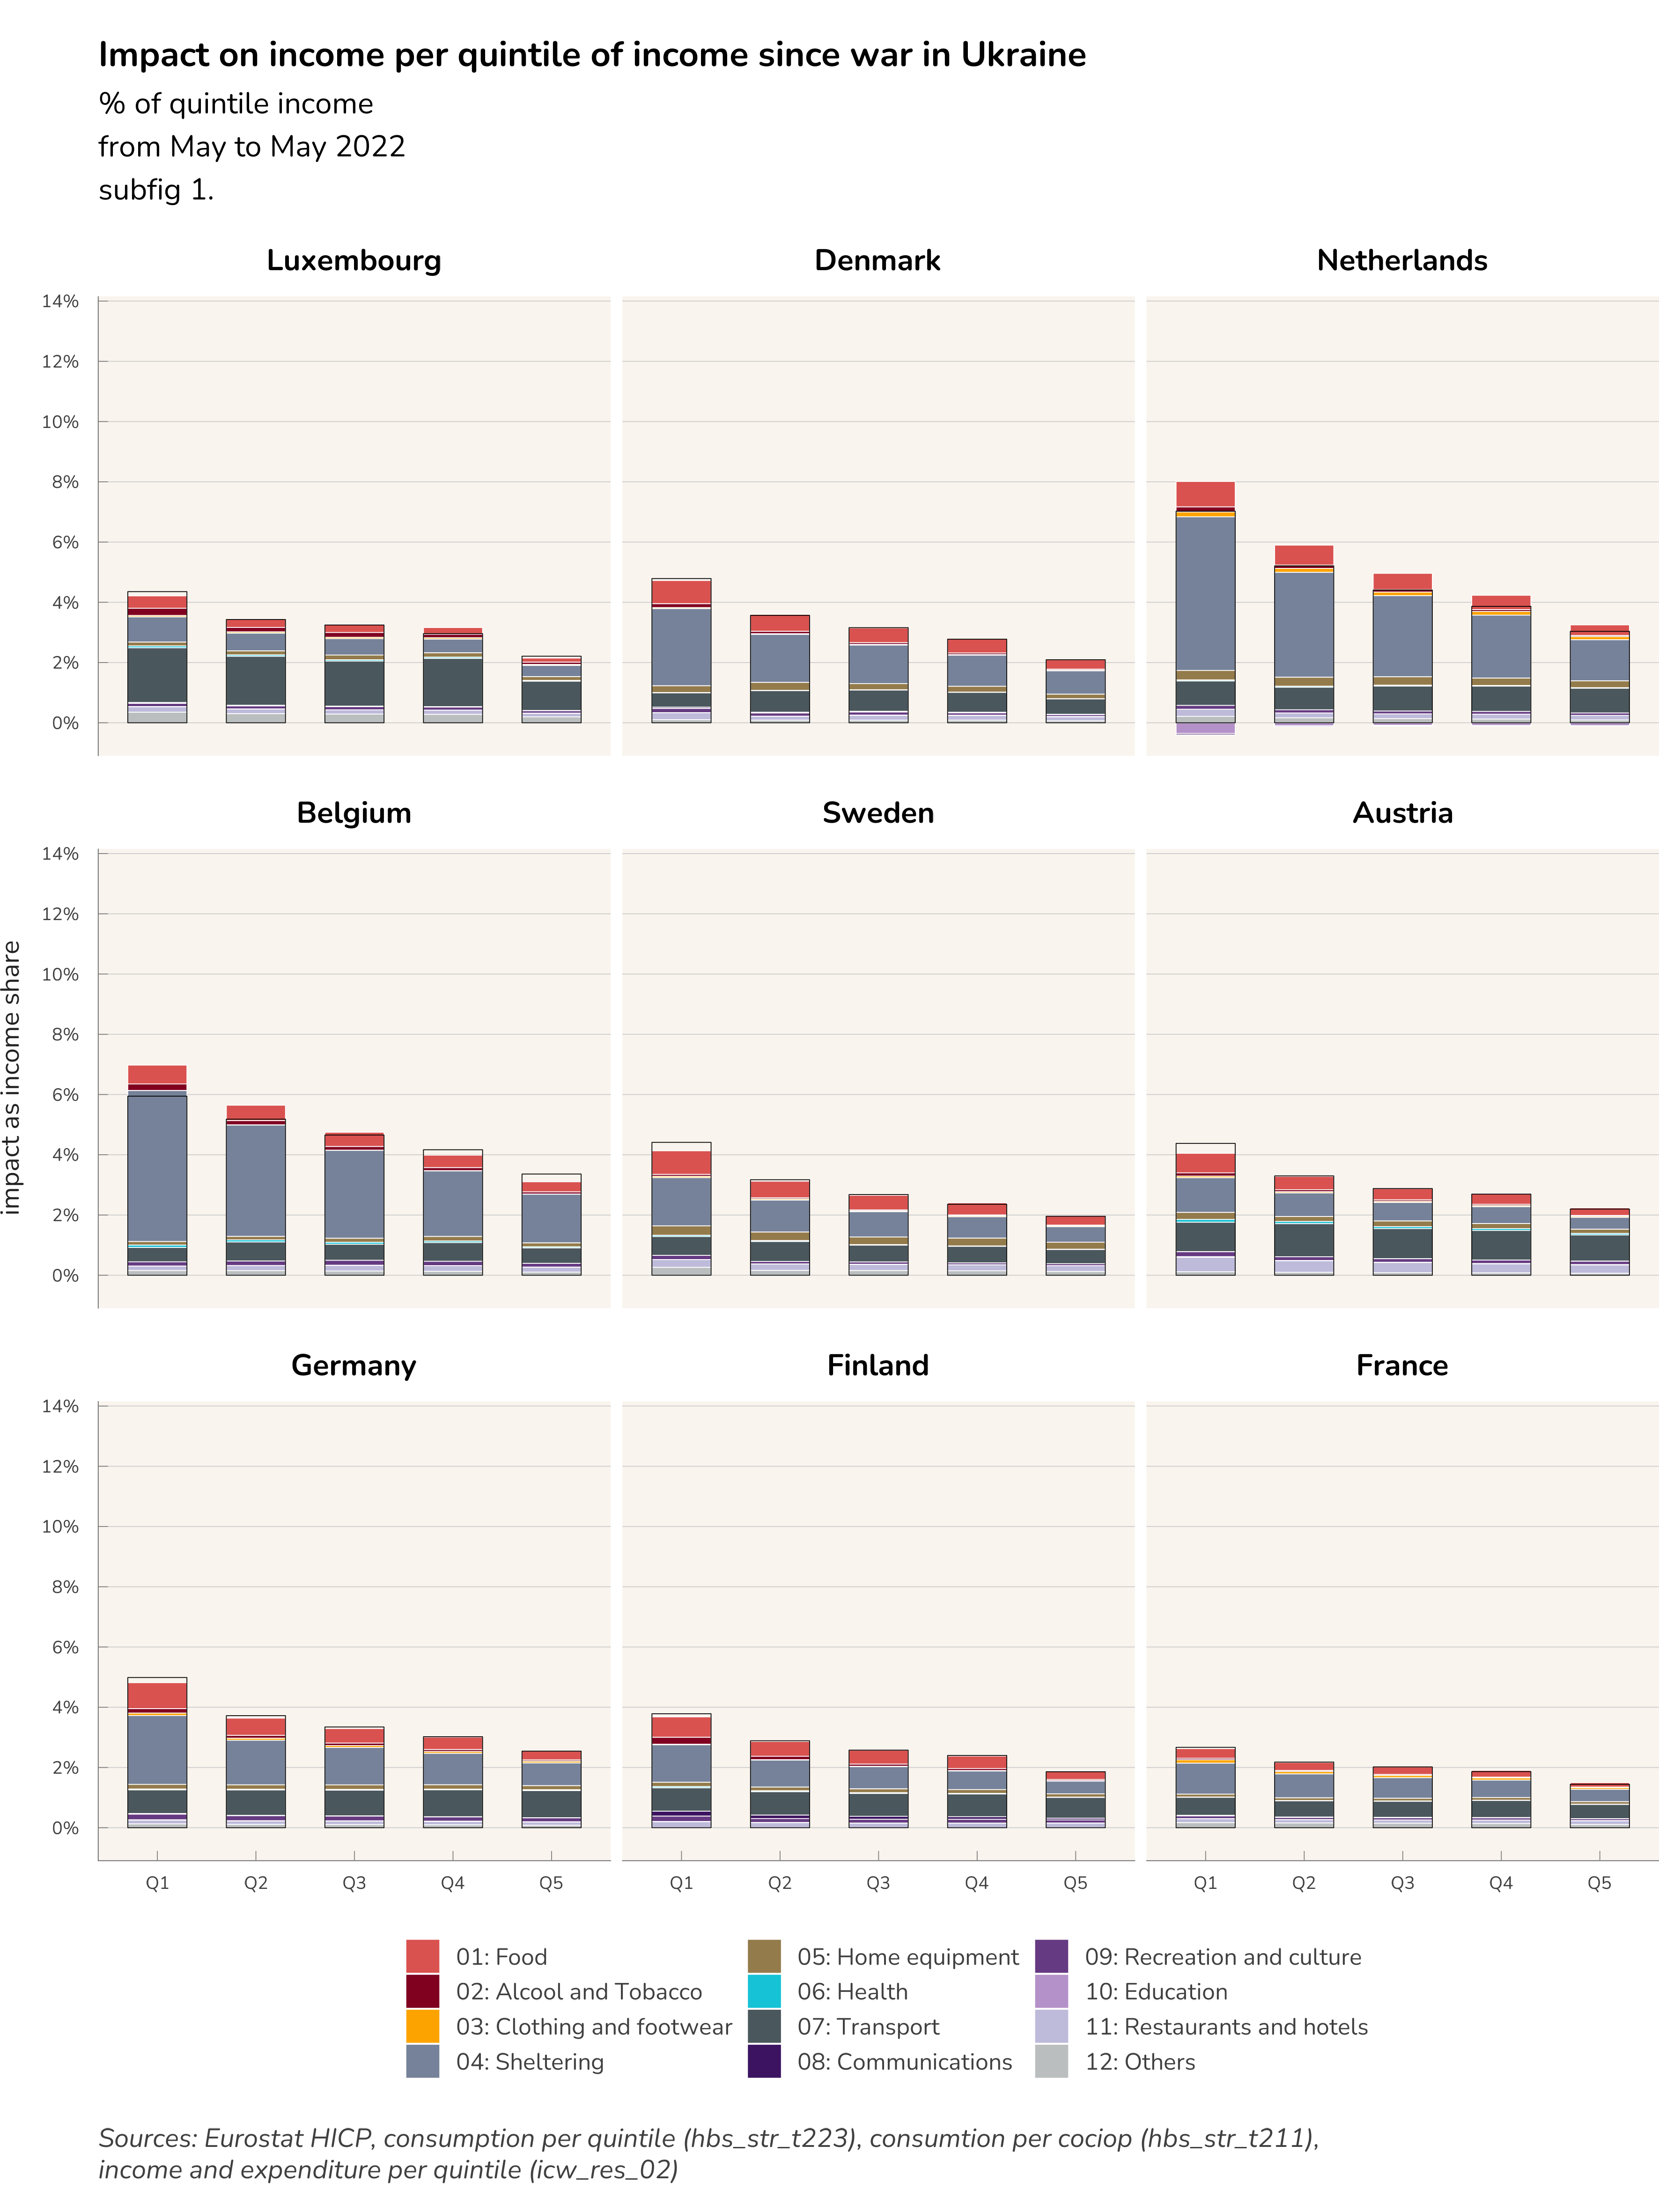 Impact on income per quintile of income since war in Ukraine
% of quintile income
from May to May 2022
subfig 1.
Luxembourg
Denmark
Netherlands
14%
12%
10%
8%
6%
4%
2%
0%
Belgium
Sweden
Austria
14%
12%
10%
8%
6%
4%
2%
0%
impact as income share
Germany
Finland
France
14%
12%
10%
8%
6%
4%
2%
0%
Q1 Q2 Q3 Q4 Q5 Q1 Q2 Q3 Q4 Q5 Q1 Q2 Q3 Q4 Q5
01: Food
02: Alcool and Tobacco
03: Clothing and footwear
04: Sheltering
05: Home equipment
06: Health
07: Transport
08: Communications
09: Recreation and culture
10: Education
11: Restaurants and hotels
12: Others
Sources: Eurostat HICP, consumption per quintile (hbs_str_t223), consumtion per cociop (hbs_str_t211),
income and expenditure per quintile (icw_res_02)